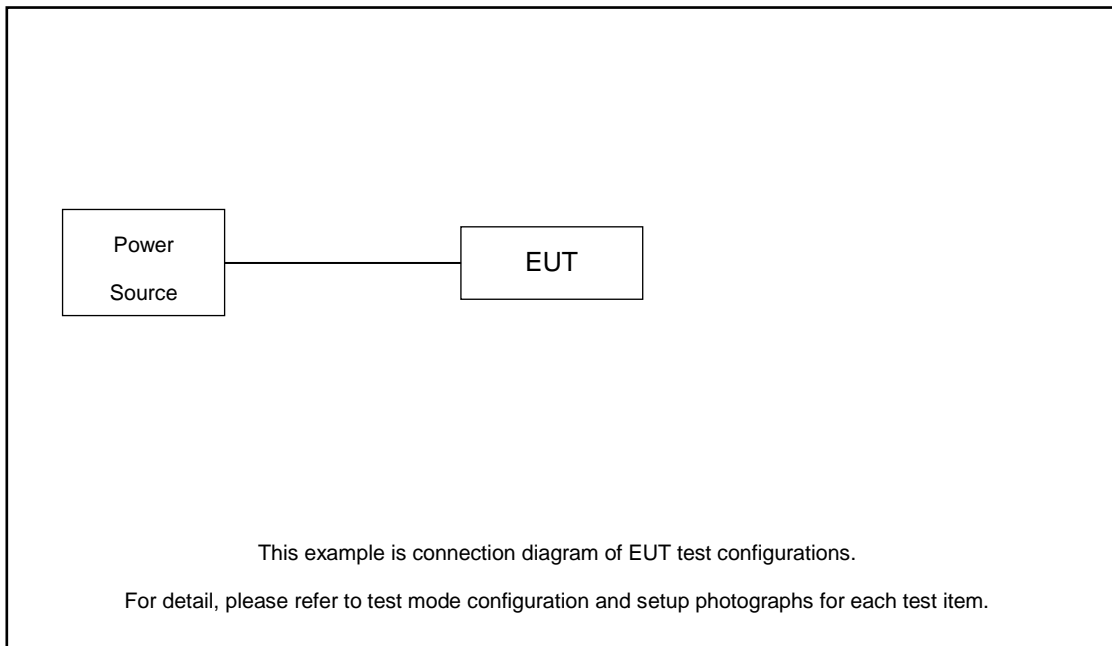 Power
Source
EUT
This example is connection diagram of EUT test configurations.
For detail, please refer to test mode configuration and setup photographs for each test item.